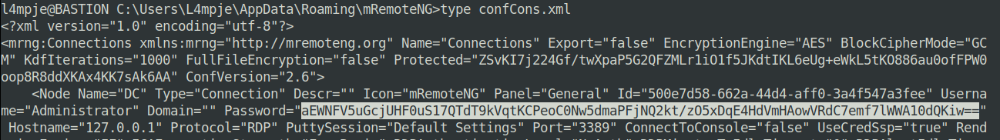 l4mpje@BASTION C:\Users\L4mpje\AppData\Roaming\mRemoteNG>type confCons.xml
<?xml version="1.0" encoding="utf-8"?>
<mrng:Connections xmlns:mrng="http://mremoteng.org" Name="Connections" Export="false" EncryptionEngine="AES" BlockCipherMode="GC
M" KdfIterations="1000" FullFileEncryption="false" Protected="ZSvKI7j224Gf/twXpaP5G2QFZMLr1iO1f5JKdtIKL6eUg+eWkL5tKO886au0ofFPW0
oop8R8ddXKAx4KK7sAk6AA" ConfVersion="2.6">
    <Node Name="DC" Type="Connection" Descr="" Icon="mRemoteNG" Panel="General" Id="500e7d58-662a-44d4-aff0-3a4f547a3fee" Userna
me="Administrator" Domain="" Password="aEWNFV5uGcjUHF0uS17QTdT9kVqtKCPeoC0Nw5dmaPFjNQ2kt/zO5xDqE4HdVmHAowVRdC7emf7lWWA10dQKiw=="
 Hostname="127.0.0.1" Protocol="RDP" PuttySession="Default Settings" Port="3389" ConnectToConsole="false" UseCredSsp="true" Rend